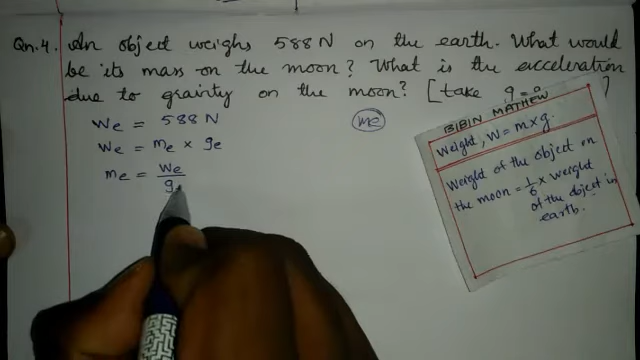 Qn.4. An object weighs 588 N on the earth. What would
be its mass on the moon? What is the acceleration
due to gravity on the moon? [take g = ]
We = 588 N
We = me × ge
me = We
g
me
BIBIN MATHEW
Weight, W = m×g.
Weight of the object on
the moon = 1/6 × weight
of the object in
earth.